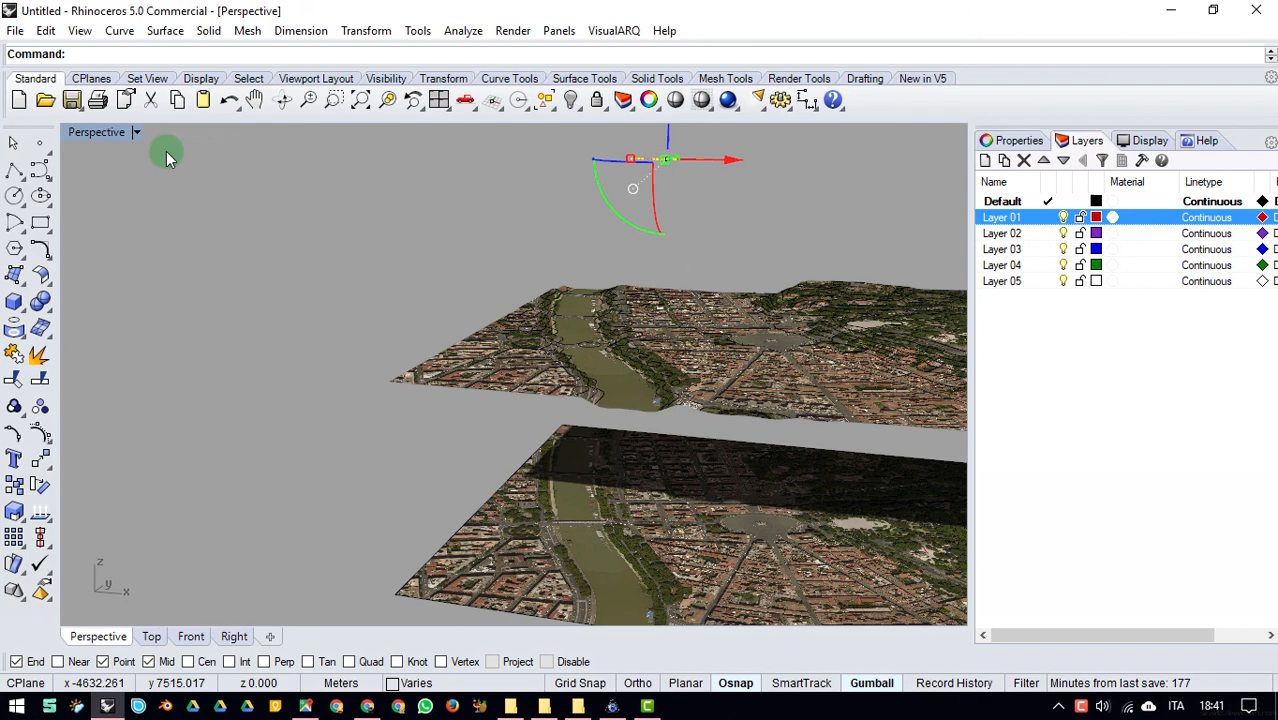 Untitled - Rhinoceros 5.0 Commercial - [Perspective]
File Edit View Curve Surface Solid Mesh Dimension Transform Tools Analyze Render Panels VisualARQ Help
Command:
Standard CPlanes Set View Display Select Viewport Layout Visibility Transform Curve Tools Surface Tools Solid Tools Mesh Tools Render Tools Drafting New in V5
Perspective
Properties Layers Display Help
Name Material Linetype
Default Continuous
Layer 01 Continuous
Layer 02 Continuous
Layer 03 Continuous
Layer 04 Continuous
Layer 05 Continuous
z
y
x
Perspective Top Front Right
End Near Point Mid Cen Int Perp Tan Quad Knot Vertex Project Disable
CPlane x -4632.261 y 7515.017 z 0.000 Meters Varies Grid Snap Ortho Planar Osnap SmartTrack Gumball Record History Filter Minutes from last save: 177
ITA 18:41